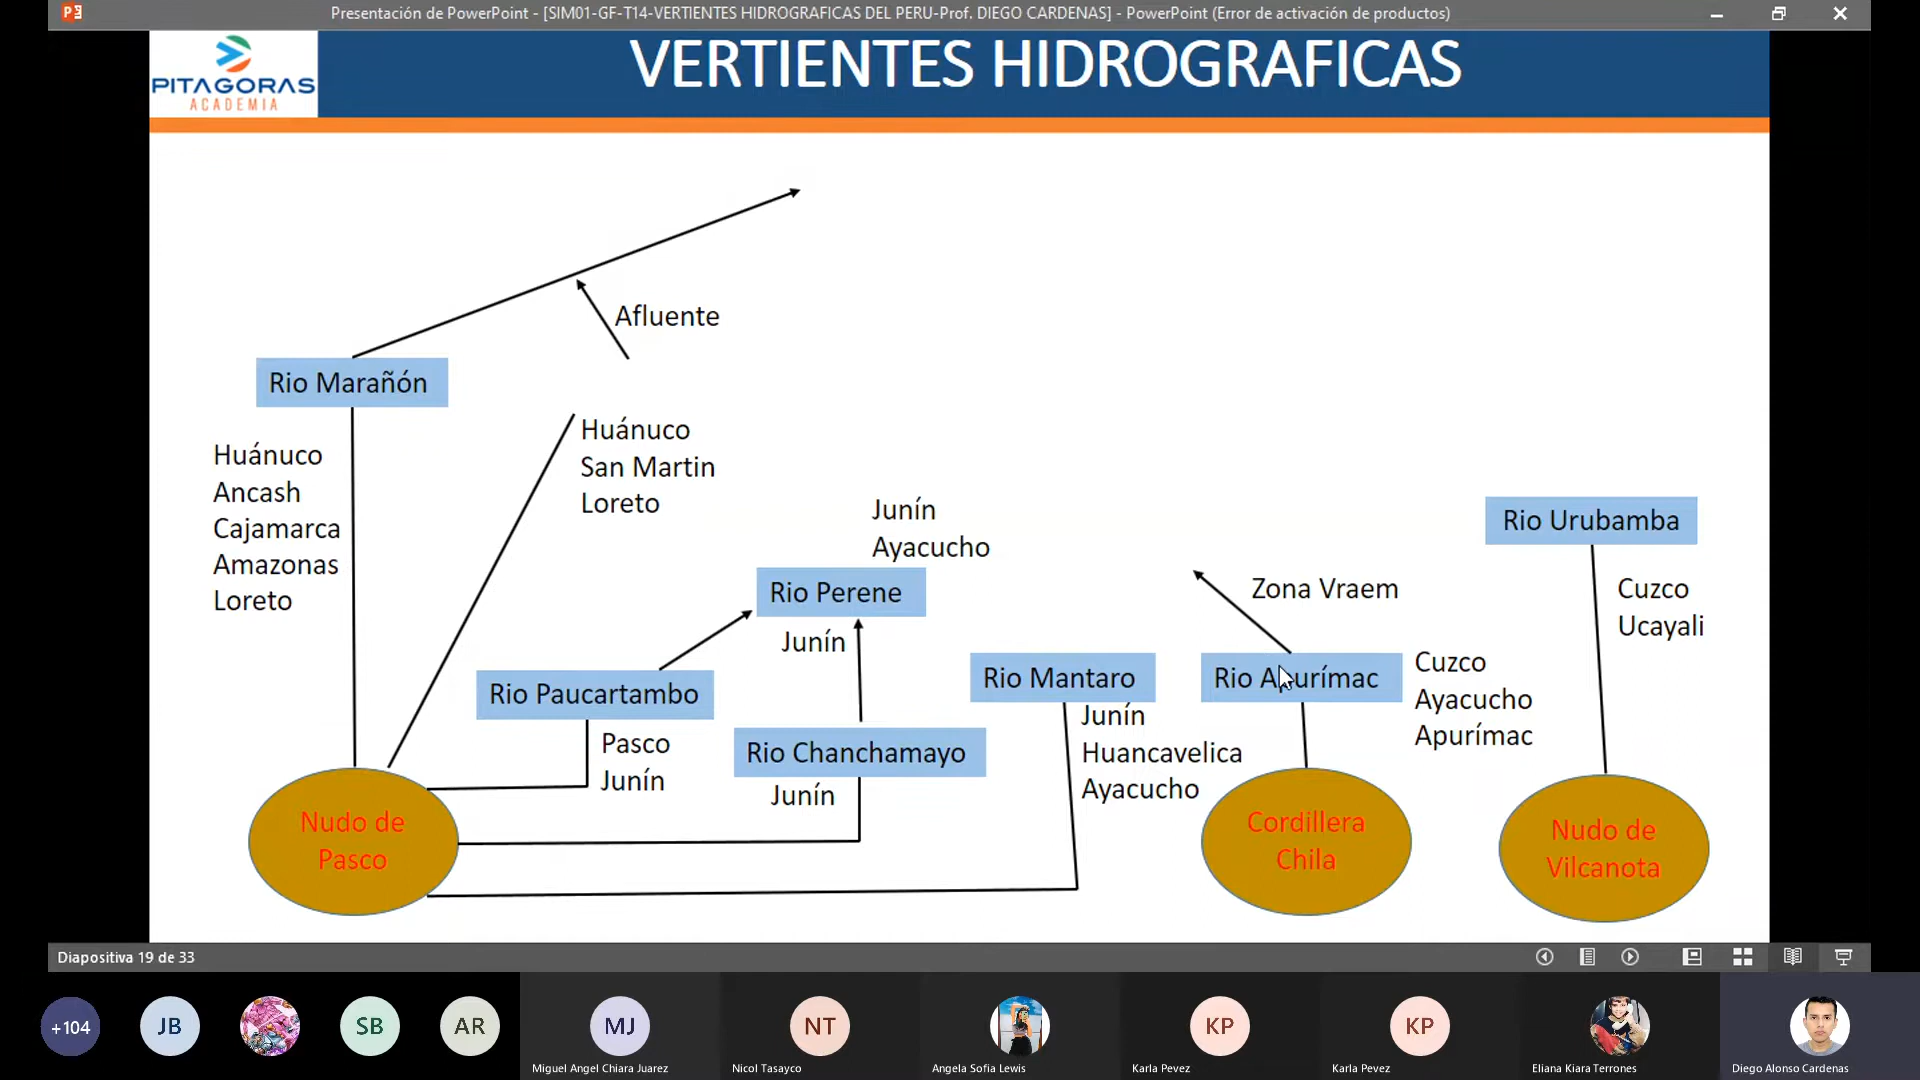 Presentación de PowerPoint - [SIM01-GF-T14-VERTIENTES HIDROGRAFICAS DEL PERU-Prof. DIEGO CARDENAS] - PowerPoint (Error de activación de productos)
PITAGORAS
ACADEMIA
VERTIENTES HIDROGRAFICAS
Afluente
Rio Marañón
Huánuco
Ancash
Cajamarca
Amazonas
Loreto
Huánuco
San Martin
Loreto
Junín
Ayacucho
Rio Perene
Junín
Rio Paucartambo
Pasco
Junín
Rio Chanchamayo
Junín
Rio Mantaro
Junín
Huancavelica
Ayacucho
Zona Vraem
Rio Apurímac
Cuzco
Ayacucho
Apurímac
Rio Urubamba
Cuzco
Ucayali
Nudo de
Pasco
Cordillera
Chila
Nudo de
Vilcanota
Diapositiva 19 de 33
+104
JB
SB
AR
MJ
Miguel Angel Chiara Juarez
NT
Nicol Tasayco
Angela Sofia Lewis
KP
Karla Pevez
KP
Karla Pevez
Eliana Kiara Terrones
Diego Alonso Cardenas